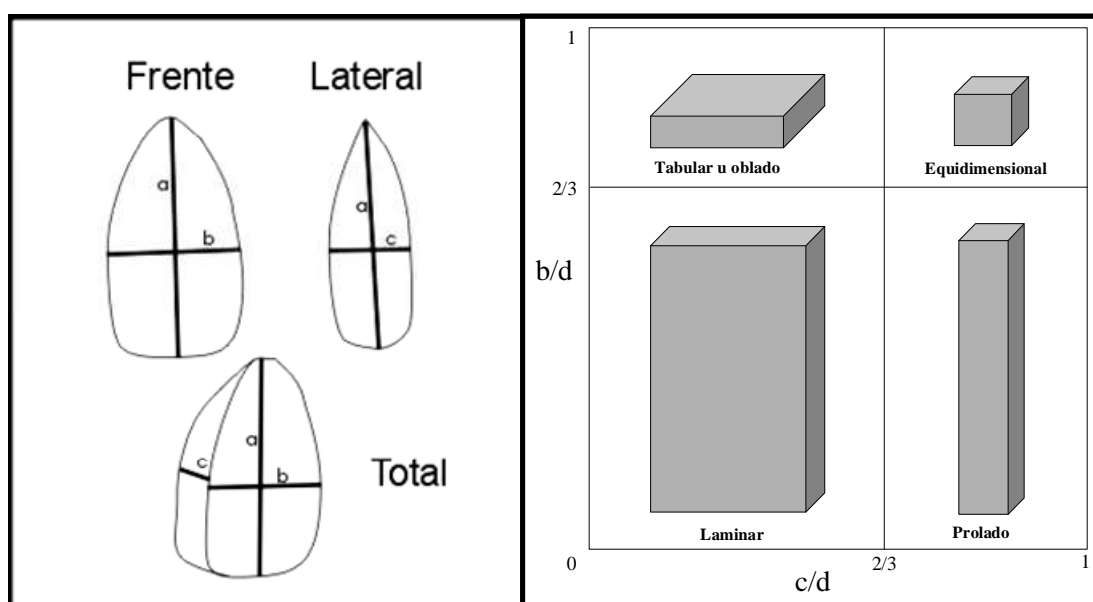 Frente
Lateral
a
b
a
c
a
c
b
Total
1
Tabular u oblado
Equidimensional
2/3
b/d
Laminar
Prolado
0
2/3
1
c/d